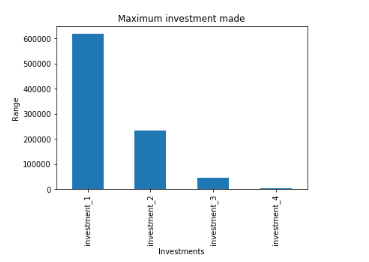 Maximum investment made
600000
500000
400000
300000
200000
100000
0
Range
investment_1
investment_2
investment_3
investment_4
Investments